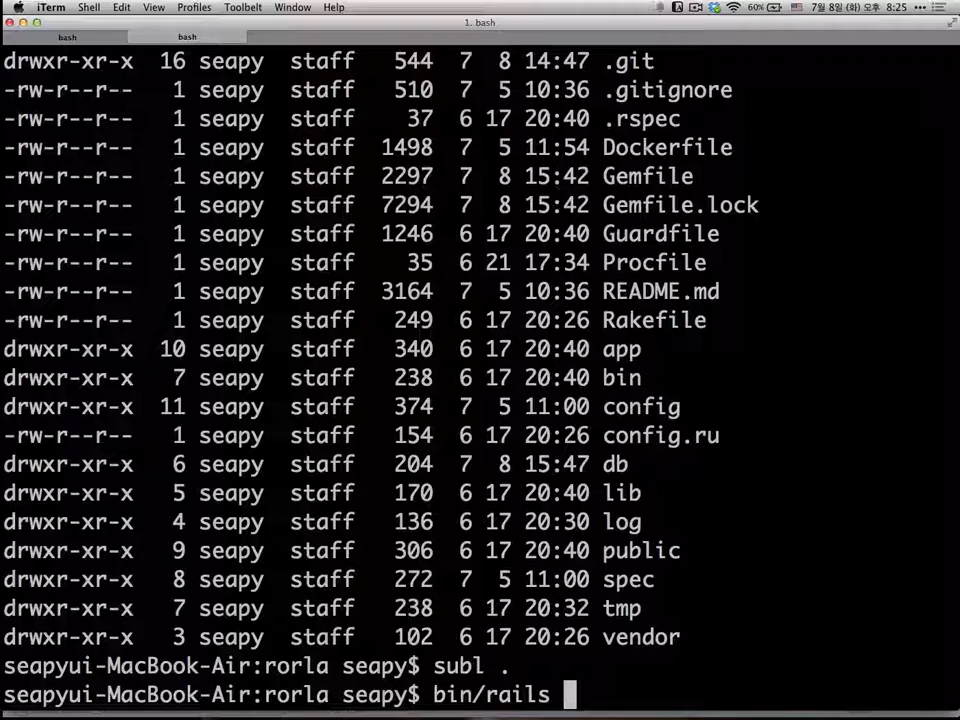 iTerm Shell Edit View Profiles Toolbelt Window Help 60% 7월 8일 (화) 오후 8:25
1. bash
bash bash
drwxr-xr-x 16 seapy staff 544 7 8 14:47 .git
-rw-r--r-- 1 seapy staff 510 7 5 10:36 .gitignore
-rw-r--r-- 1 seapy staff 37 6 17 20:40 .rspec
-rw-r--r-- 1 seapy staff 1498 7 5 11:54 Dockerfile
-rw-r--r-- 1 seapy staff 2297 7 8 15:42 Gemfile
-rw-r--r-- 1 seapy staff 7294 7 8 15:42 Gemfile.lock
-rw-r--r-- 1 seapy staff 1246 6 17 20:40 Guardfile
-rw-r--r-- 1 seapy staff 35 6 21 17:34 Procfile
-rw-r--r-- 1 seapy staff 3164 7 5 10:36 README.md
-rw-r--r-- 1 seapy staff 249 6 17 20:26 Rakefile
drwxr-xr-x 10 seapy staff 340 6 17 20:40 app
drwxr-xr-x 7 seapy staff 238 6 17 20:40 bin
drwxr-xr-x 11 seapy staff 374 7 5 11:00 config
-rw-r--r-- 1 seapy staff 154 6 17 20:26 config.ru
drwxr-xr-x 6 seapy staff 204 7 8 15:47 db
drwxr-xr-x 5 seapy staff 170 6 17 20:40 lib
drwxr-xr-x 4 seapy staff 136 6 17 20:30 log
drwxr-xr-x 9 seapy staff 306 6 17 20:40 public
drwxr-xr-x 8 seapy staff 272 7 5 11:00 spec
drwxr-xr-x 7 seapy staff 238 6 17 20:32 tmp
drwxr-xr-x 3 seapy staff 102 6 17 20:26 vendor
seapyui-MacBook-Air:rorla seapy$ subl .
seapyui-MacBook-Air:rorla seapy$ bin/rails